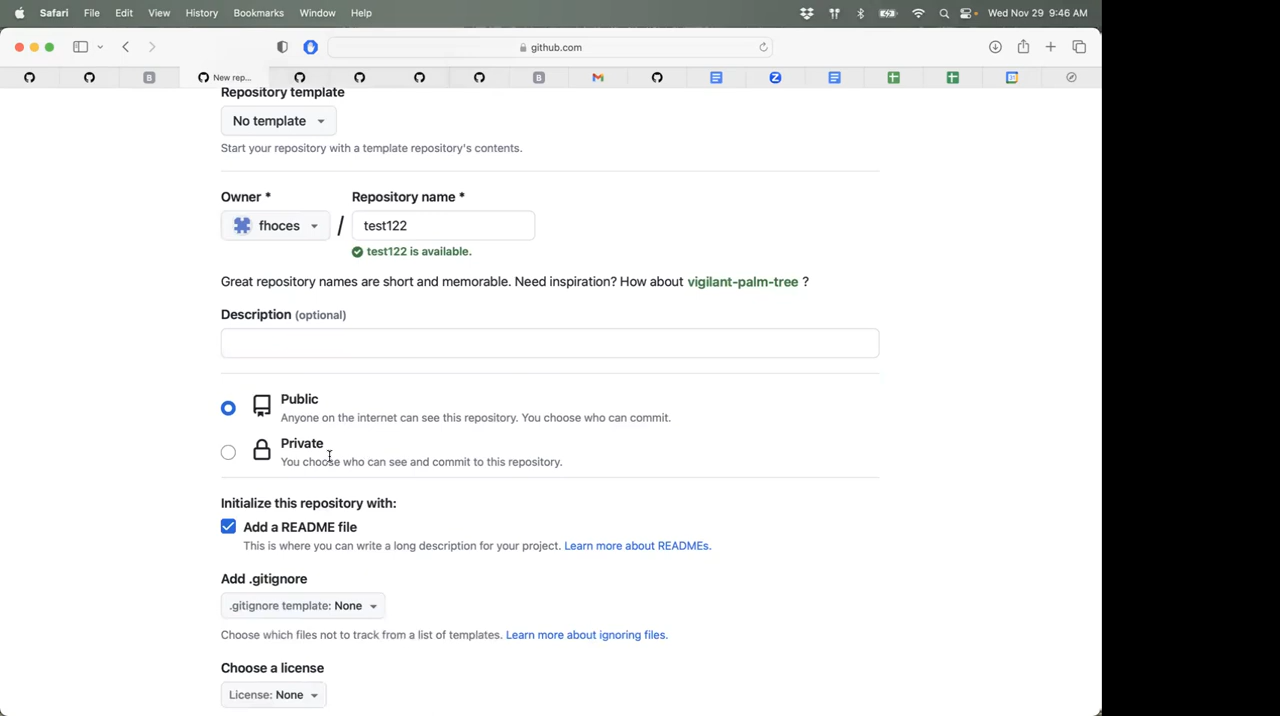 Safari File Edit View History Bookmarks Window Help Wed Nov 29 9:46 AM
github.com
New rep...
Repository template
No template
Start your repository with a template repository's contents.
Owner * Repository name *
fhoces / test122
test122 is available.
Great repository names are short and memorable. Need inspiration? How about vigilant-palm-tree ?
Description (optional)
Public
Anyone on the internet can see this repository. You choose who can commit.
Private
You choose who can see and commit to this repository.
Initialize this repository with:
Add a README file
This is where you can write a long description for your project. Learn more about READMEs.
Add .gitignore
.gitignore template: None
Choose which files not to track from a list of templates. Learn more about ignoring files.
Choose a license
License: None